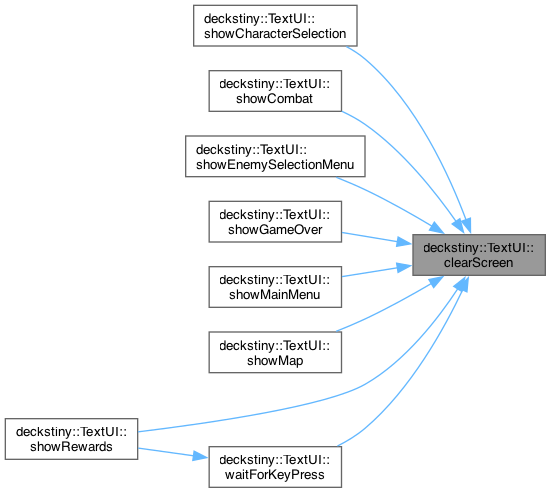 deckstiny::TextUI::
showCharacterSelection
deckstiny::TextUI::
showCombat
deckstiny::TextUI::
showEnemySelectionMenu
deckstiny::TextUI::
showGameOver
deckstiny::TextUI::
clearScreen
deckstiny::TextUI::
showMainMenu
deckstiny::TextUI::
showMap
deckstiny::TextUI::
showRewards
deckstiny::TextUI::
waitForKeyPress